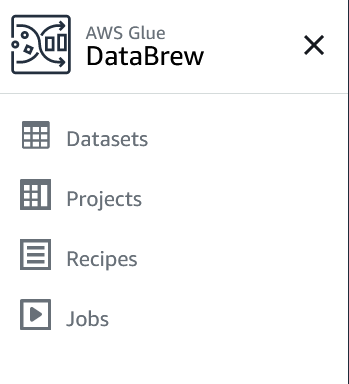 AWS Glue
DataBrew
Datasets
Projects
Recipes
Jobs